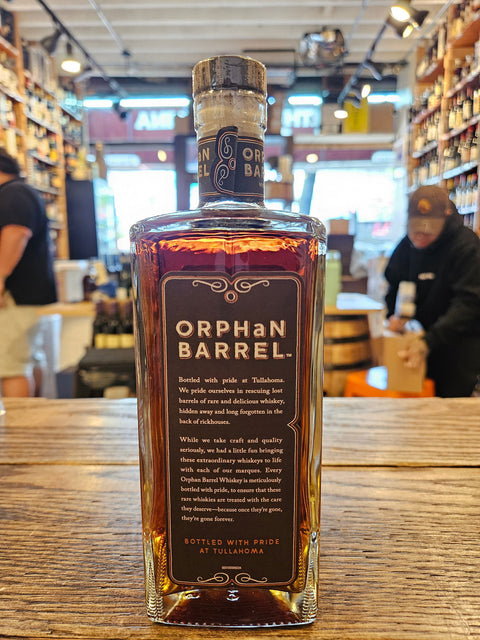 OR
BARREL
ORPHaN
BARREL™
Bottled with pride at Tullahoma.
We pride ourselves in rescuing lost
barrels of rare and delicious whiskey,
hidden away and long forgotten in the
back of rickhouses.
While we take craft and quality
seriously, we had a little fun bringing
these extraordinary whiskeys to life
with each of our marques. Every
Orphan Barrel Whiskey is meticulously
bottled with pride, to ensure that these
rare whiskies are treated with the care
they deserve—because once they're gone,
they're gone forever.
BOTTLED WITH PRIDE
AT TULLAHOMA